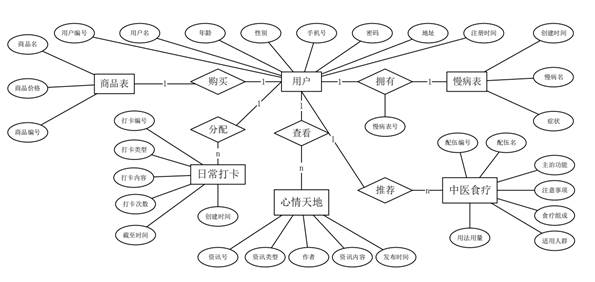 商品名
用户编号
用户名
年龄
性别
手机号
密码
地址
注册时间
创建时间
商品价格
商品表
1
购买
1
用户
1
拥有
1
慢病表
慢病名
商品编号
打卡编号
1
分配
1
查看
1
慢病表号
症状
打卡类型
n
n
配伍编号
配伍名
主治功能
打卡内容
日常打卡
推荐
n
中医食疗
注意事项
打卡次数
心情天地
食疗组成
截至时间
创建时间
用法用量
适用人群
资讯号
资讯类型
作者
资讯内容
发布时间